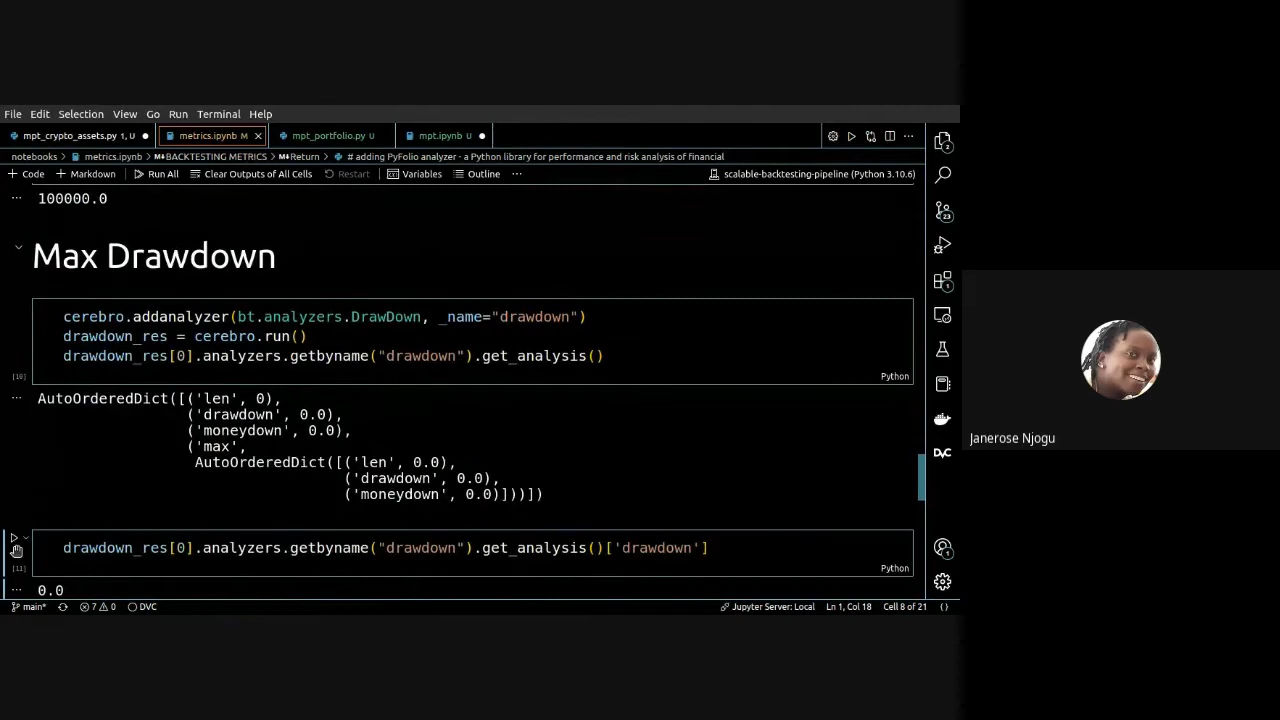 File Edit Selection View Go Run Terminal Help
mpt_crypto_assets.py 1, U metrics.ipynb M mpt_portfolio.py U mpt.ipynb U
notebooks metrics.ipynb BACKTESTING METRICS Return # adding PyFolio analyzer - a Python library for performance and risk analysis of financial
Code Markdown Run All Clear Outputs of All Cells Restart Variables Outline ... scalable-backtesting-pipeline (Python 3.10.6)
... 100000.0
Max Drawdown
cerebro.addanalyzer(bt.analyzers.DrawDown, _name="drawdown")
drawdown_res = cerebro.run()
drawdown_res[0].analyzers.getbyname("drawdown").get_analysis()
[10] Python
... AutoOrderedDict([('len', 0),
('drawdown', 0.0),
('moneydown', 0.0),
('max',
AutoOrderedDict([('len', 0.0),
('drawdown', 0.0),
('moneydown', 0.0)]))])
drawdown_res[0].analyzers.getbyname("drawdown").get_analysis()['drawdown']
[11] Python
... 0.0
main* 7 0 DVC Jupyter Server: Local Ln 1, Col 18 Cell 8 of 21
2
23
1
DVC
1
Janerose Njogu